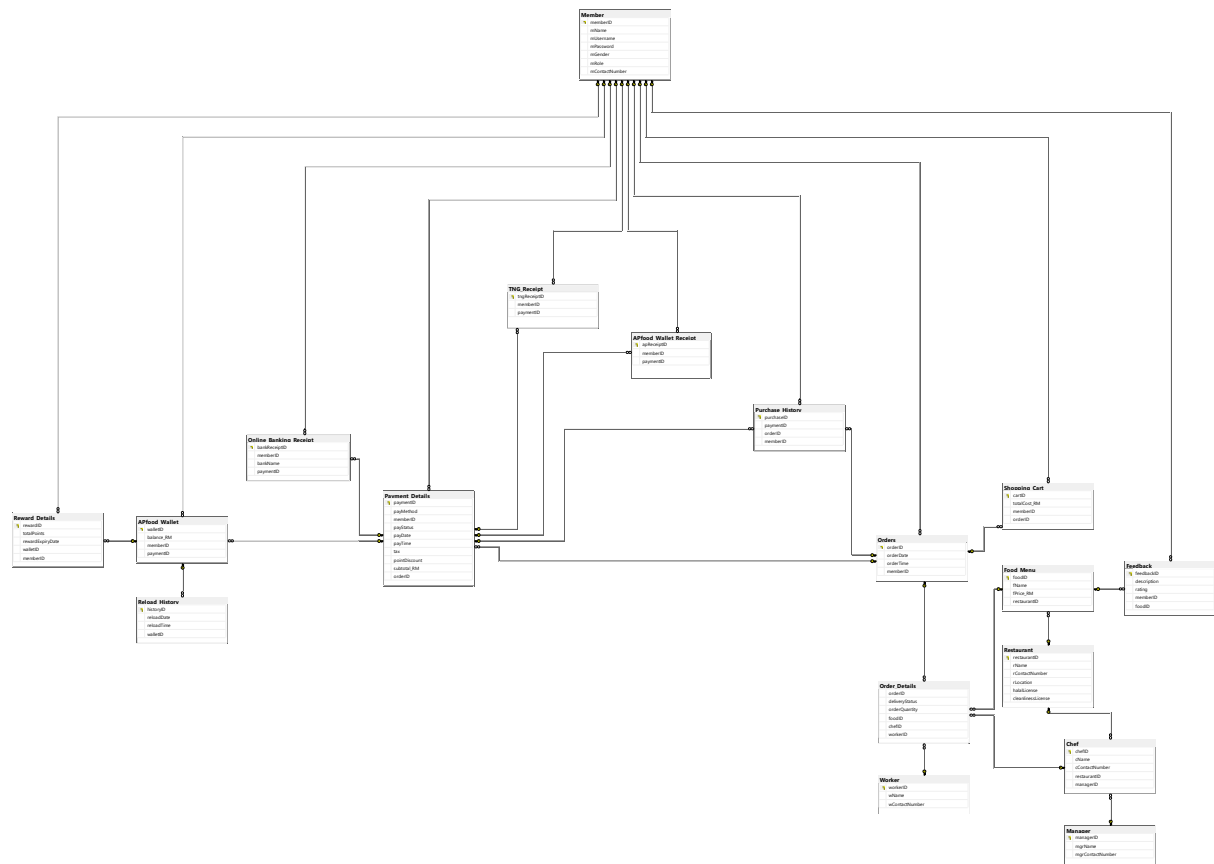 Member
memberID
mName
mUsername
mPassword
mGender
mRole
mContactNumber
TNG_Receipt
tngReceiptID
memberID
paymentID
APfood_Wallet_Receipt
apReceiptID
memberID
paymentID
Purchase_History
purchaseID
paymentID
orderID
memberID
Online_Banking_Receipt
bankReceiptID
memberID
bankName
paymentID
Payment_Details
paymentID
payMethod
memberID
payStatus
payDate
payTime
tax
pointDiscount
subtotal_RM
orderID
Shopping_Cart
cartID
totalCost_RM
memberID
orderID
Reward_Details
rewardID
totalPoints
rewardExpiryDate
walletID
memberID
APfood_Wallet
walletID
balance_RM
memberID
paymentID
Orders
orderID
orderDate
orderTime
memberID
Food_Menu
foodID
fName
fPrice_RM
restaurantID
Feedback
feedbackID
description
rating
memberID
foodID
Reload_History
historyID
reloadDate
reloadTime
walletID
Restaurant
restaurantID
rName
rContactNumber
rLocation
halalLicense
cleanlinessLicense
Order_Details
orderID
deliveryStatus
orderQuantity
foodID
chefID
workerID
Chef
chefID
cName
cContactNumber
restaurantID
managerID
Worker
workerID
wName
wContactNumber
Manager
managerID
mgrName
mgrContactNumber